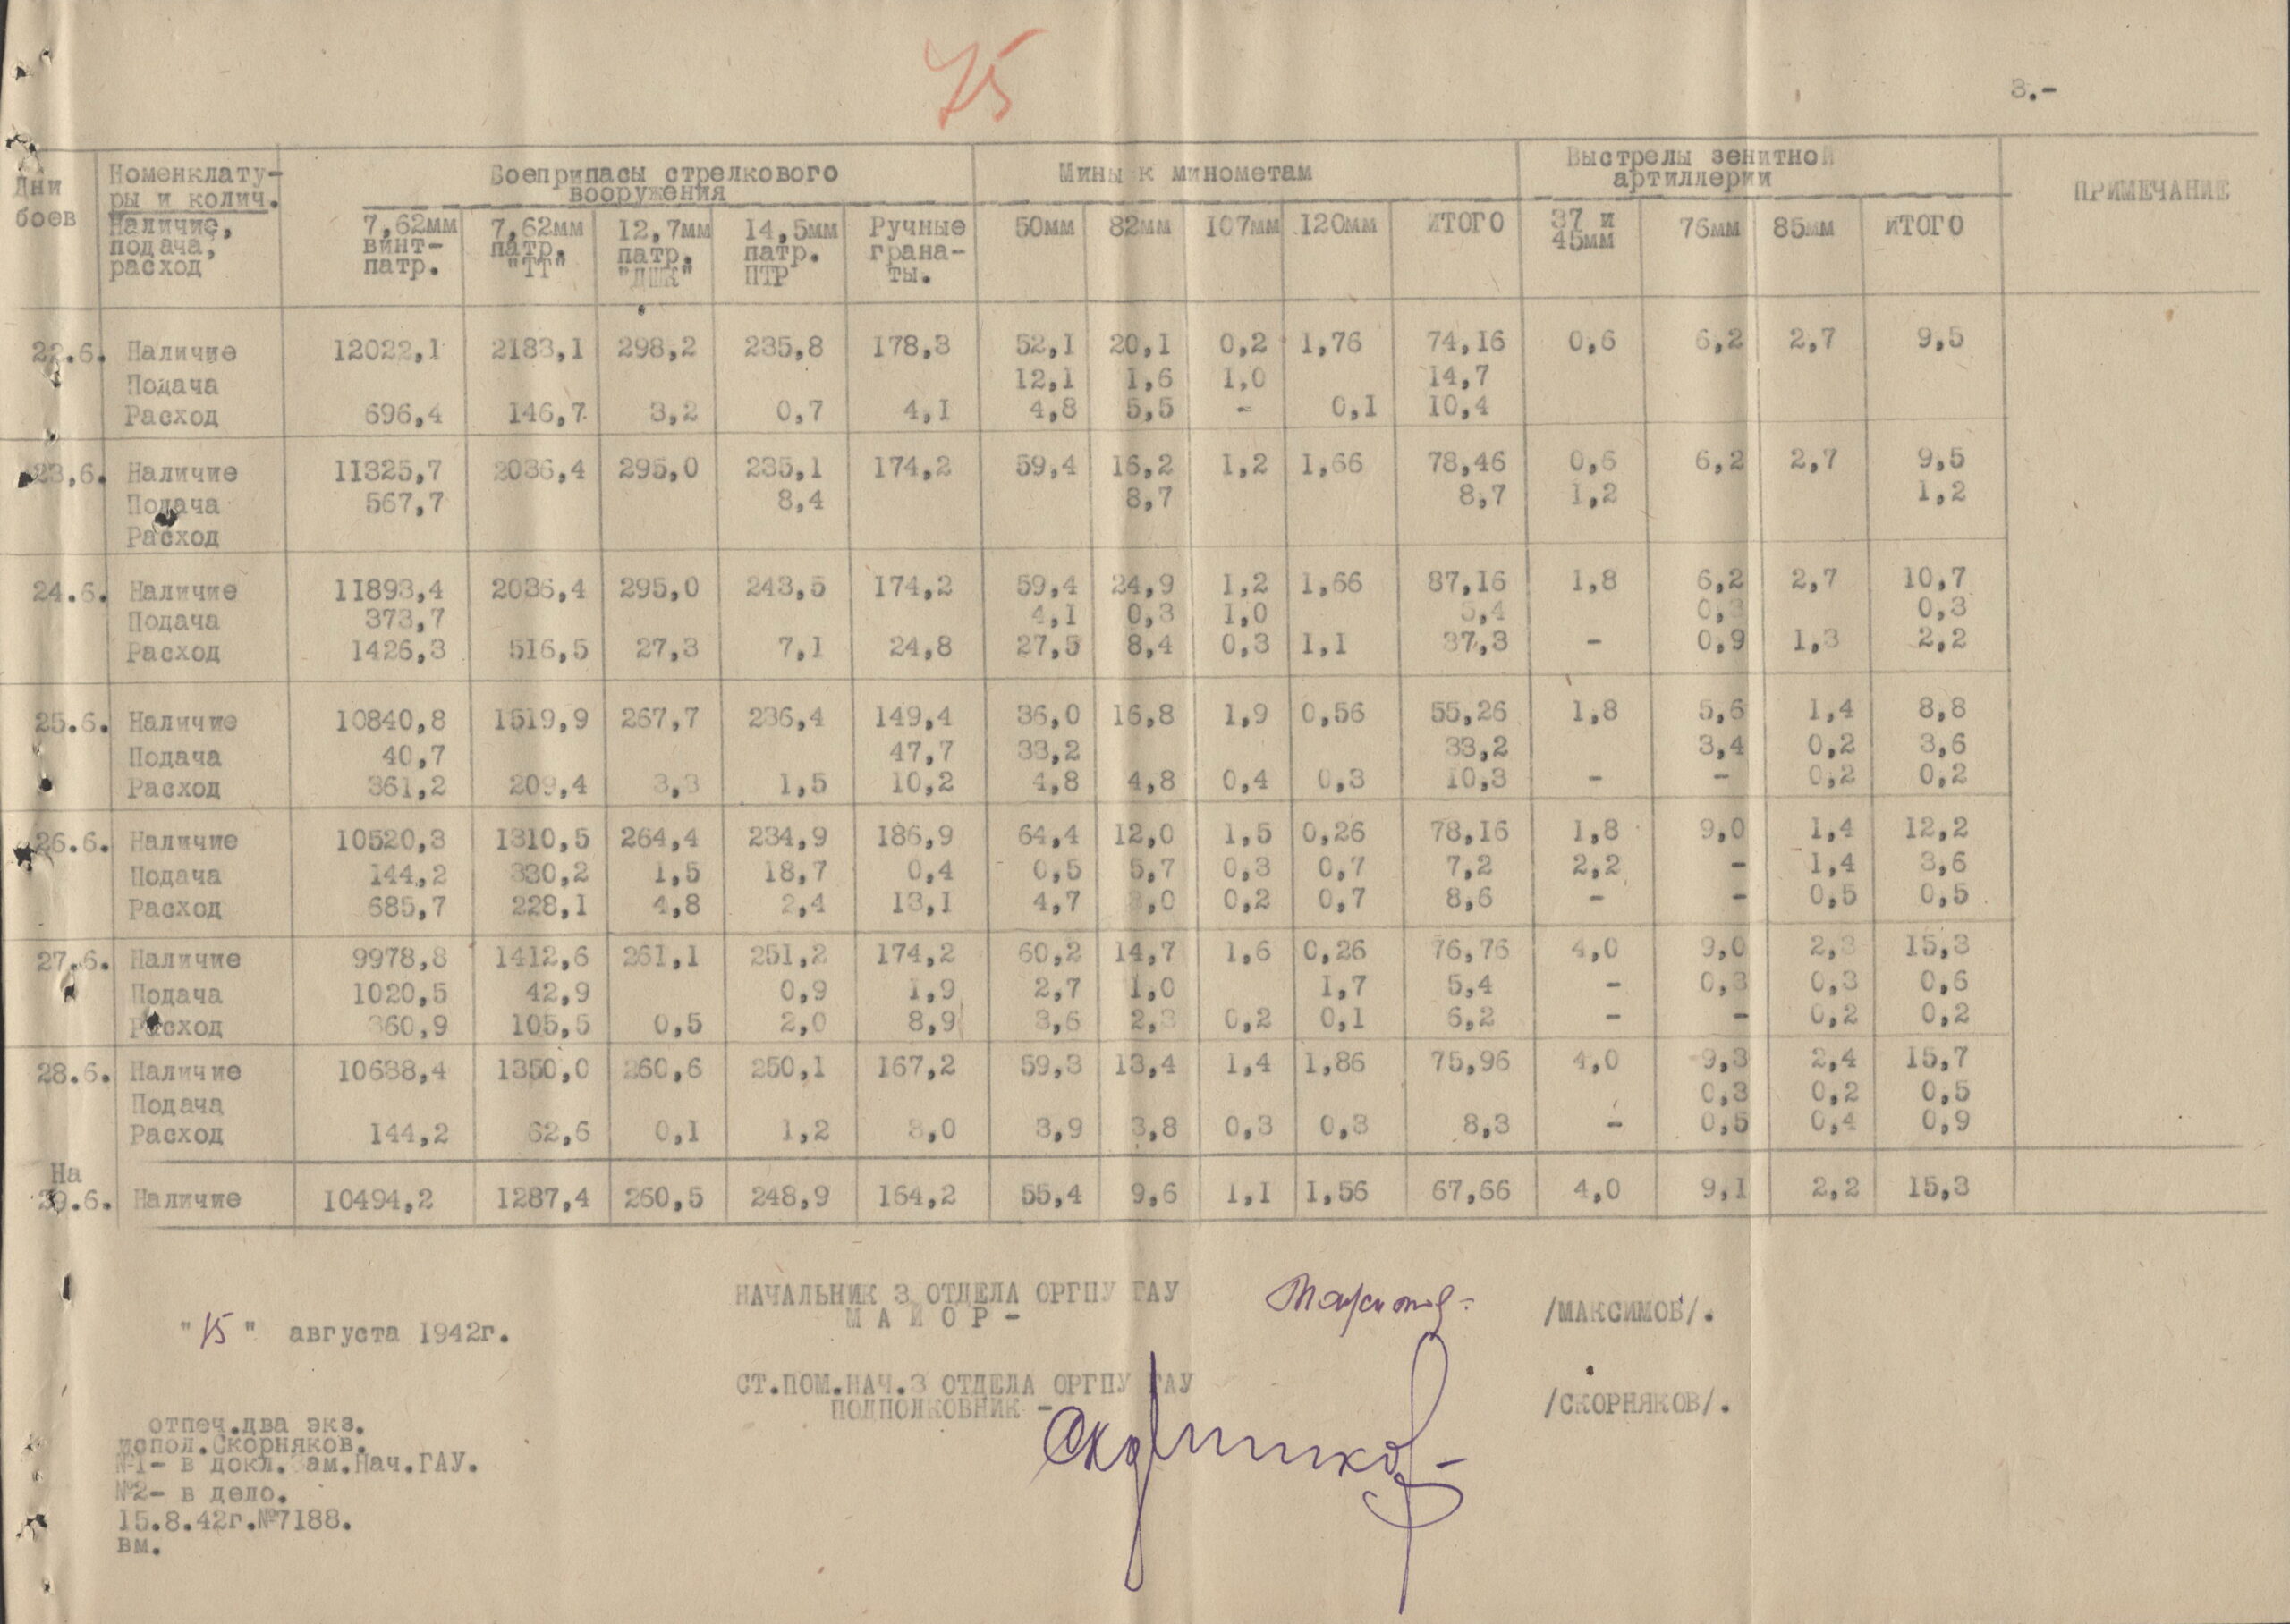 75
3.-
Дни боев | Номенклату-ры и колич. Наличие, подача, расход | Боеприпасы стрелкового вооружения | Мины к минометам | Выстрелы зенитной артиллерии | ПРИМЕЧАНИЕ
7,62мм винт-патр. | 7,62мм патр. "ТТ" | 12,7мм патр. "ДШК" | 14,5мм патр. ПТР | Ручные грана-ты. | 50мм | 82мм | 107мм | 120мм | ИТОГО | 37 и 45мм | 76мм | 85мм | ИТОГО
22.6. Наличие 12022,1 2183,1 298,2 235,8 178,3 52,1 20,1 0,2 1,76 74,16 0,6 6,2 2,7 9,5
Подача 12,1 1,6 1,0 14,7
Расход 696,4 146,7 3,2 0,7 4,1 4,8 5,5 - 0,1 10,4
23,6. Наличие 11325,7 2036,4 295,0 235,1 174,2 59,4 16,2 1,2 1,66 78,46 0,6 6,2 2,7 9,5
Подача 567,7 8,4 8,7 8,7 1,2 1,2
Расход
24.6. Наличие 11893,4 2036,4 295,0 243,5 174,2 59,4 24,9 1,2 1,66 87,16 1,8 6,2 2,7 10,7
Подача 373,7 4,1 0,3 1,0 5,4 0,3 0,3
Расход 1426,3 516,5 27,3 7,1 24,8 27,5 8,4 0,3 1,1 37,3 - 0,9 1,3 2,2
25.6. Наличие 10840,8 1519,9 267,7 236,4 149,4 36,0 16,8 1,9 0,56 55,26 1,8 5,6 1,4 8,8
Подача 40,7 47,7 33,2 33,2 3,4 0,2 3,6
Расход 361,2 209,4 3,3 1,5 10,2 4,8 4,8 0,4 0,3 10,3 - - 0,2 0,2
26.6. Наличие 10520,3 1310,5 264,4 234,9 186,9 64,4 12,0 1,5 0,26 78,16 1,8 9,0 1,4 12,2
Подача 144,2 330,2 1,5 18,7 0,4 0,5 5,7 0,3 0,7 7,2 2,2 - 1,4 3,6
Расход 685,7 228,1 4,8 2,4 13,1 4,7 3,0 0,2 0,7 8,6 - - 0,5 0,5
27.6. Наличие 9978,8 1412,6 261,1 251,2 174,2 60,2 14,7 1,6 0,26 76,76 4,0 9,0 2,3 15,3
Подача 1020,5 42,9 0,9 1,9 2,7 1,0 1,7 5,4 - 0,3 0,3 0,6
Расход 360,9 105,5 0,5 2,0 8,9 3,6 2,3 0,2 0,1 6,2 - - 0,2 0,2
28.6. Наличие 10638,4 1350,0 260,6 250,1 167,2 59,3 13,4 1,4 1,86 75,96 4,0 9,3 2,4 15,7
Подача 0,3 0,2 0,5
Расход 144,2 62,6 0,1 1,2 3,0 3,9 3,8 0,3 0,3 8,3 - 0,5 0,4 0,9
На
29.6. Наличие 10494,2 1287,4 260,5 248,9 164,2 55,4 9,6 1,1 1,56 67,66 4,0 9,1 2,2 15,3
НАЧАЛЬНИК 3 ОТДЕЛА ОРГПУ ГАУ
МАЙОР - /МАКСИМОВ/.
"15" августа 1942г.
СТ.ПОМ.НАЧ.3 ОТДЕЛА ОРГПУ ГАУ
ПОДПОЛКОВНИК - /СКОРНЯКОВ/.
отпеч.два экз.
испол.Скорняков.
№1- в докл.Зам.Нач.ГАУ.
№2- в дело.
15.8.42г.№7188.
вм.